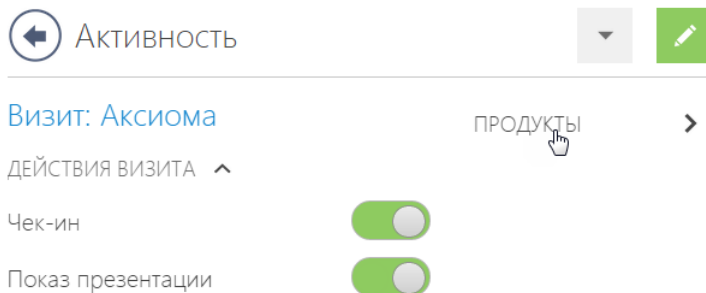 Активность
Визит: Аксиома
ПРОДУКТЫ
ДЕЙСТВИЯ ВИЗИТА
Чек-ин
Показ презентации